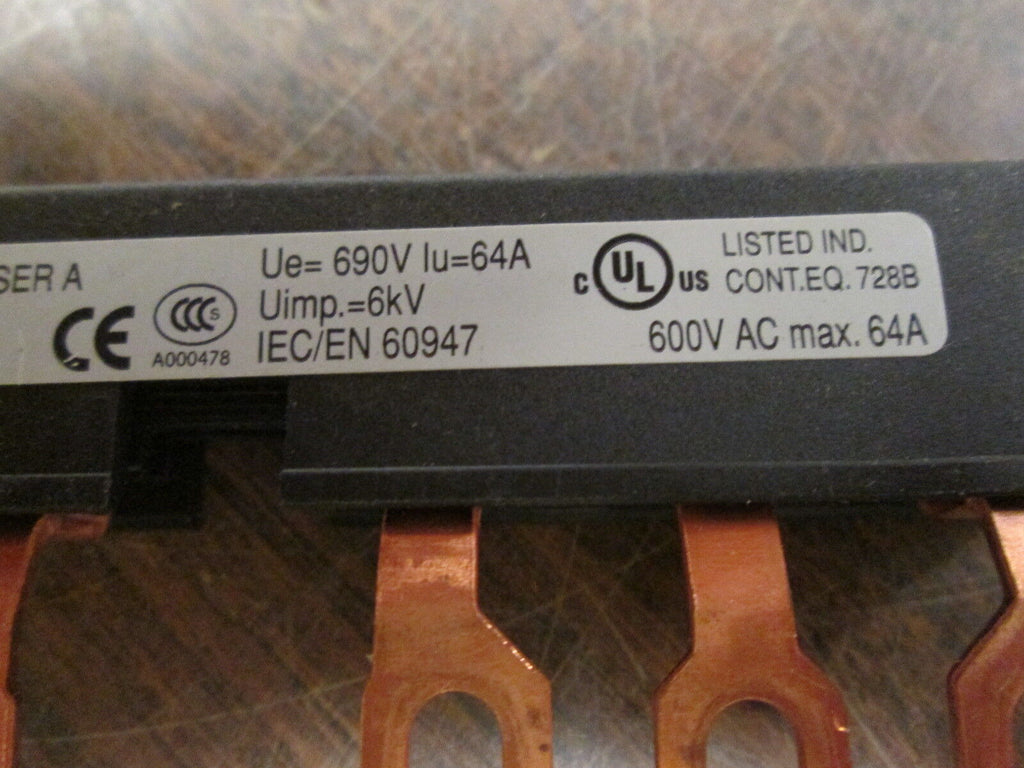 SER A
CE
CCC S
A000478
Ue= 690V Iu=64A
Uimp.=6kV
IEC/EN 60947
C UL US
LISTED IND.
CONT.EQ. 728B
600V AC max. 64A